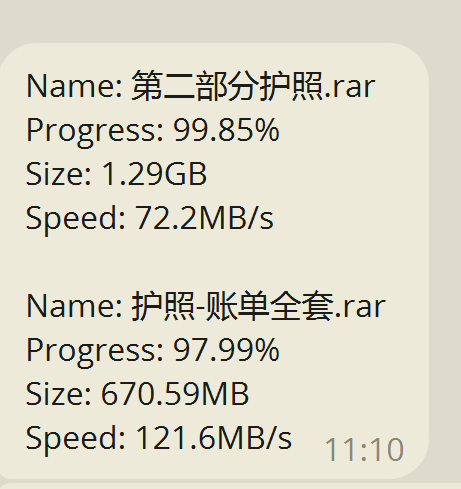 Name: 第二部分护照.rar
Progress: 99.85%
Size: 1.29GB
Speed: 72.2MB/s
Name: 护照-账单全套.rar
Progress: 97.99%
Size: 670.59MB
Speed: 121.6MB/s
11:10